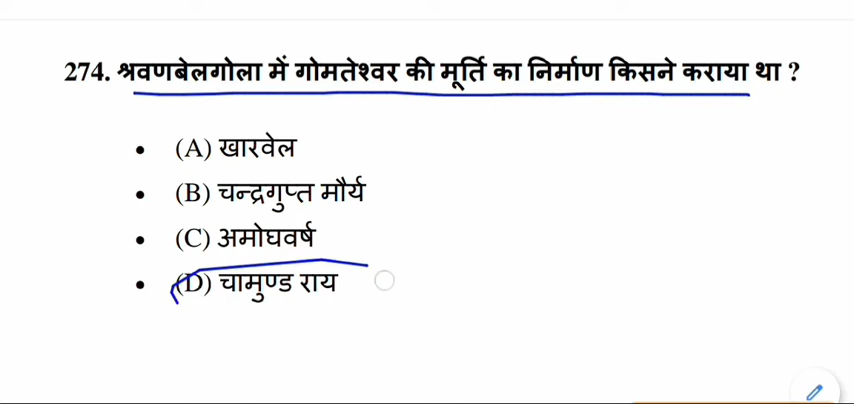 274. श्रवणबेलगोला में गोमतेश्वर की मूर्ति का निर्माण किसने कराया था ?
• (A) खारवेल
• (B) चन्द्रगुप्त मौर्य
• (C) अमोघवर्ष
• (D) चामुण्ड राय